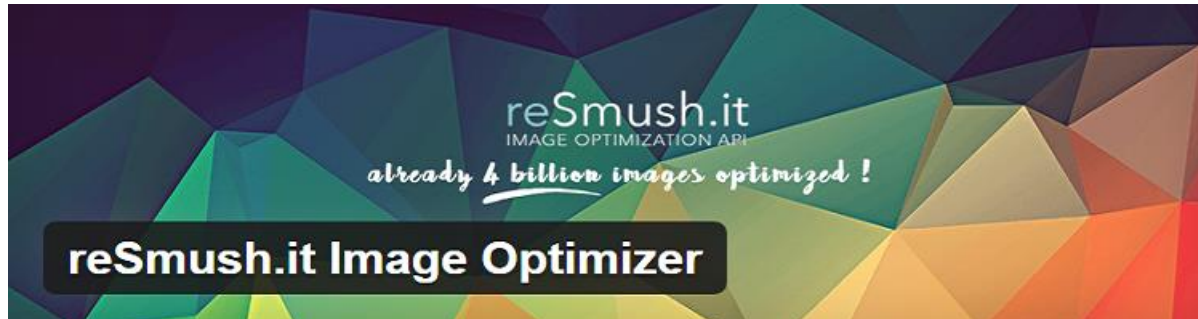 reSmush.it
IMAGE OPTIMIZATION API
already 4 billion images optimized !
reSmush.it Image Optimizer